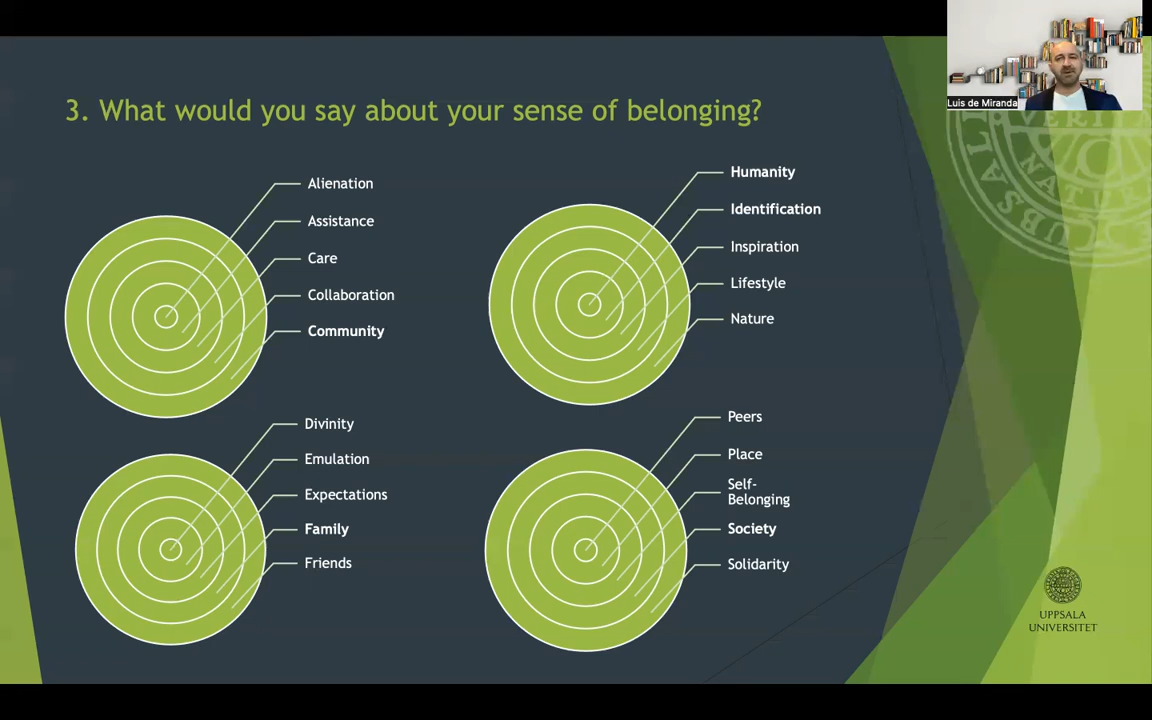 3. What would you say about your sense of belonging?
Luis de Miranda
Alienation
Assistance
Care
Collaboration
Community
Humanity
Identification
Inspiration
Lifestyle
Nature
Divinity
Emulation
Expectations
Family
Friends
Peers
Place
Self-
Belonging
Society
Solidarity
UPPSALA
UNIVERSITET